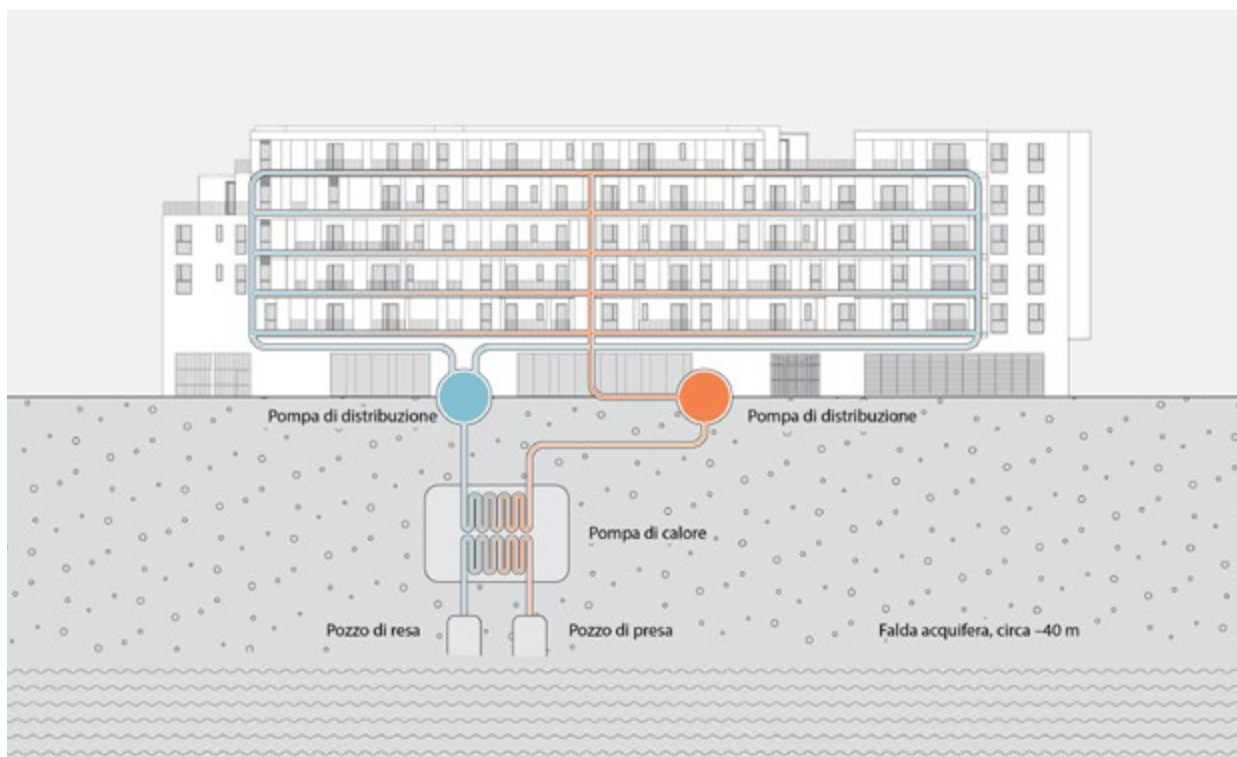 Pompa di distribuzione
Pompa di distribuzione
Pompa di calore
Pozzo di resa
Pozzo di presa
Falda acquifera, circa –40 m